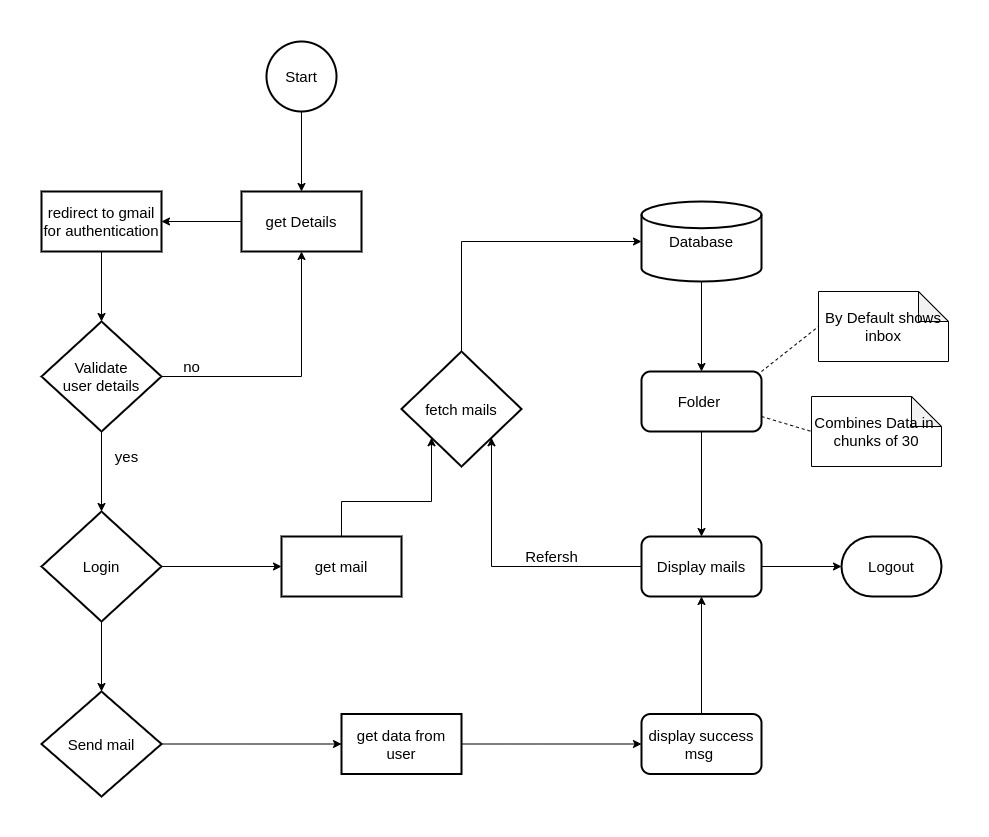 Start
redirect to gmail
for authentication
get Details
Database
By Default shows
inbox
Validate
user details
no
fetch mails
Folder
Combines Data in
chunks of 30
yes
Login
get mail
Refersh
Display mails
Logout
Send mail
get data from
user
display success
msg